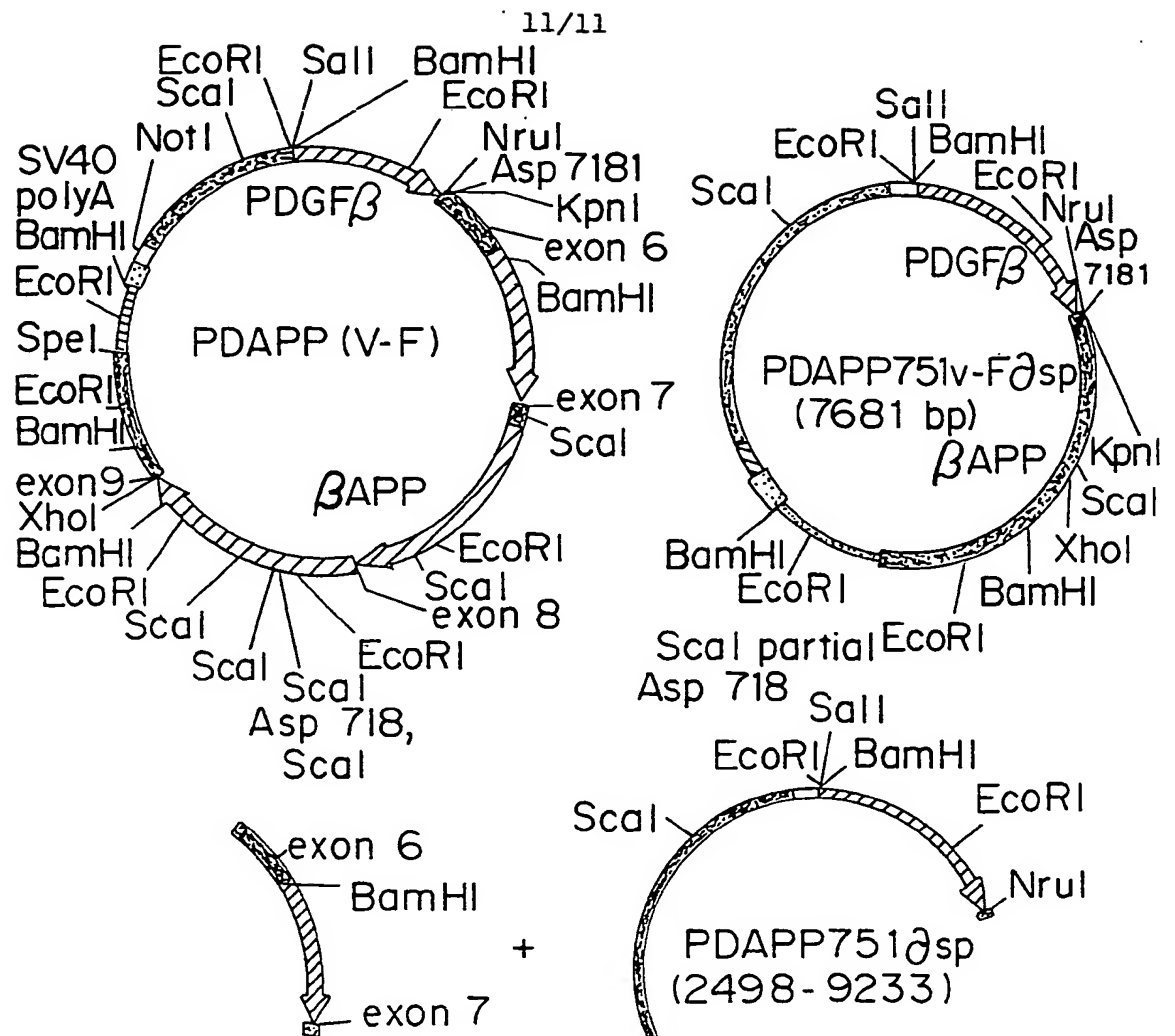 11/11
EcoRI
SalI
BamHI
ScaI
EcoRI
NotI
NruI
SV40
polyA
Asp 7181
PDGFβ
KpnI
BamHI
exon 6
EcoRI
BamHI
SpeI
PDAPP (V-F)
EcoRI
exon 7
BamHI
ScaI
exon9
βAPP
XhoI
BamHI
EcoRI
EcoRI
ScaI
ScaI
exon 8
ScaI
EcoRI
ScaI
Asp 718,
ScaI
SalI
EcoRI
BamHI
EcoRI
ScaI
NruI
Asp
7181
PDGFβ
PDAPP751v-F∂sp
(7681 bp)
βAPP
KpnI
ScaI
XhoI
BamHI
BamHI
EcoRI
EcoRI
ScaI partial
Asp 718
exon 6
BamHI
exon 7
+
SalI
EcoRI
BamHI
ScaI
EcoRI
NruI
PDAPP751∂sp
(2498-9233)